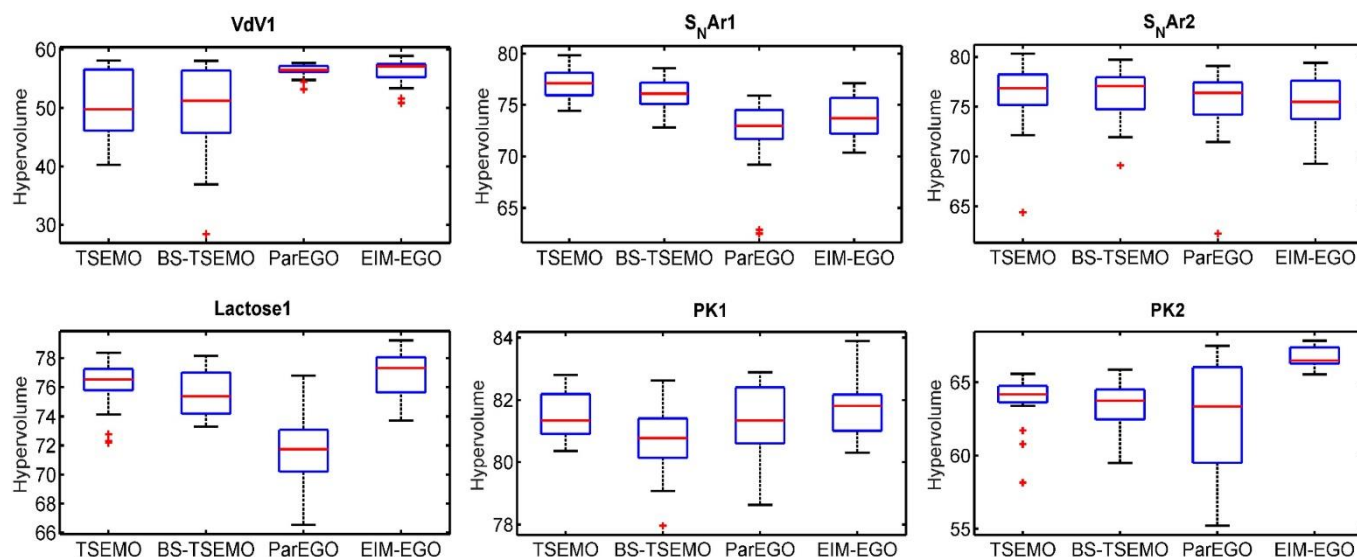 VdV1
Hypervolume
60
50
40
30
TSEMO BS-TSEMO ParEGO EIM-EGO
S_NAr1
Hypervolume
80
75
70
65
TSEMO BS-TSEMO ParEGO EIM-EGO
S_NAr2
Hypervolume
80
75
70
65
TSEMO BS-TSEMO ParEGO EIM-EGO
Lactose1
Hypervolume
78
76
74
72
70
68
66
TSEMO BS-TSEMO ParEGO EIM-EGO
PK1
Hypervolume
84
82
80
78
TSEMO BS-TSEMO ParEGO EIM-EGO
PK2
Hypervolume
65
60
55
TSEMO BS-TSEMO ParEGO EIM-EGO